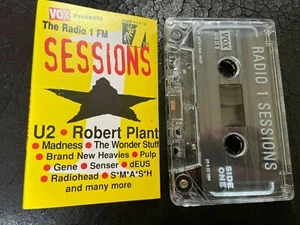 VOX Presents
The Radio 1 FM
SESSIONS
U2 • Robert Plant
• Madness • The Wonder Stuff
• Brand New Heavies • Pulp
• Gene • Senser • dEUS
• Radiohead • S*M*A*S*H
and many more
VOX
RADIO 1 SESSIONS
SIDE ONE